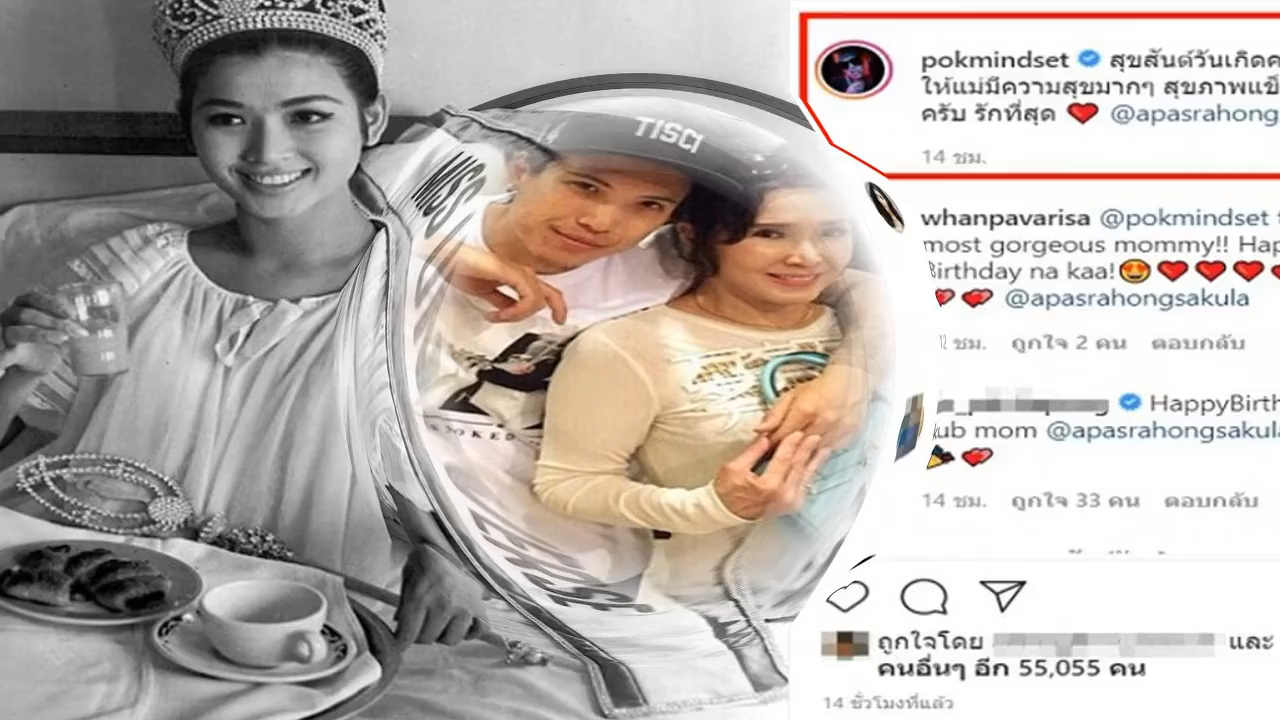 MISS
TISCI
pokmindset สุขสันต์วันเกิดค
ให้แม่มีความสุขมากๆ สุขภาพแข็
ครับ รักที่สุด ❤️ @apasrahong
14 ชม.
whanpavarisa @pokmindset
most gorgeous mommy!! Hap
Birthday na kaa!😍❤️❤️❤️
@apasrahongsakula
12 ชม. ถูกใจ 2 คน ตอบกลับ
HappyBirth
ub mom @apasrahongsakula
14 ชม. ถูกใจ 33 คน ตอบกลับ
ถูกใจโดย และ
คนอื่นๆ อีก 55,055 คน
14 ชั่วโมงที่แล้ว